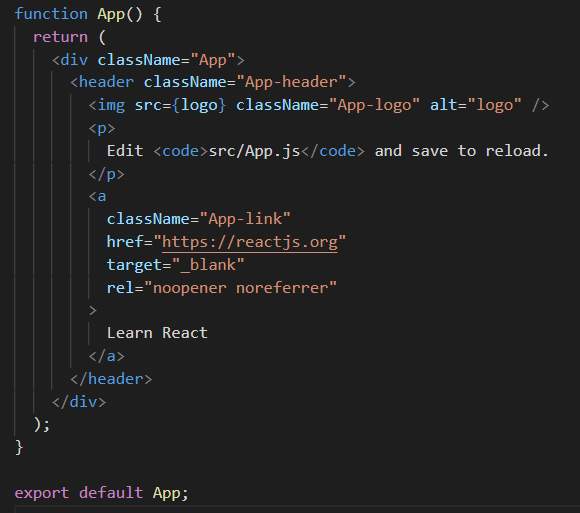 function App() {
  return (
    <div className="App">
      <header className="App-header">
        <img src={logo} className="App-logo" alt="logo" />
        <p>
          Edit <code>src/App.js</code> and save to reload.
        </p>
        <a
          className="App-link"
          href="https://reactjs.org"
          target="_blank"
          rel="noopener noreferrer"
        >
          Learn React
        </a>
      </header>
    </div>
  );
}

export default App;